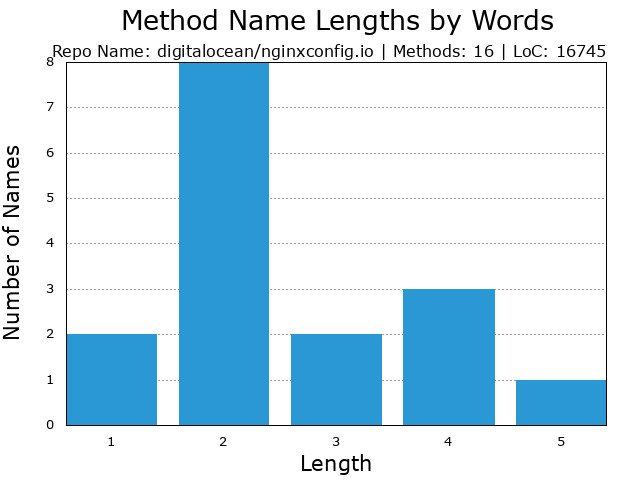 Method Name Lengths by Words
Repo Name: digitalocean/nginxconfig.io | Methods: 16 | LoC: 16745
8
7
6
5
4
3
2
1
0
Number of Names
1 2 3 4 5
Length